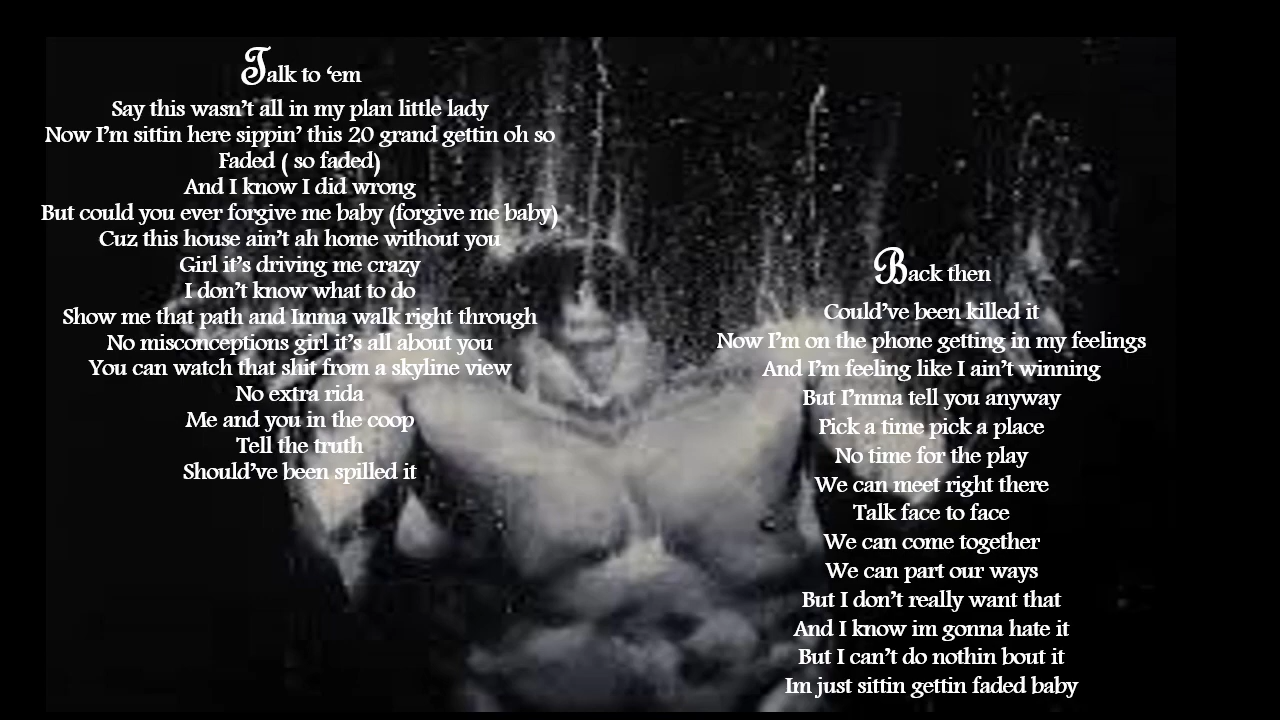 Talk to ‘em
Say this wasn’t all in my plan little lady
Now I’m sittin here sippin’ this 20 grand gettin oh so
Faded ( so faded)
And I know I did wrong
But could you ever forgive me baby (forgive me baby)
Cuz this house ain’t ah home without you
Girl it’s driving me crazy
I don’t know what to do
Show me that path and Imma walk right through
No misconceptions girl it’s all about you
You can watch that shit from a skyline view
No extra rida
Me and you in the coop
Tell the truth
Should’ve been spilled it
Back then
Could’ve been killed it
Now I’m on the phone getting in my feelings
And I’m feeling like I ain’t winning
But I’mma tell you anyway
Pick a time pick a place
No time for the play
We can meet right there
Talk face to face
We can come together
We can part our ways
But I don’t really want that
And I know im gonna hate it
But I can’t do nothin bout it
Im just sittin gettin faded baby